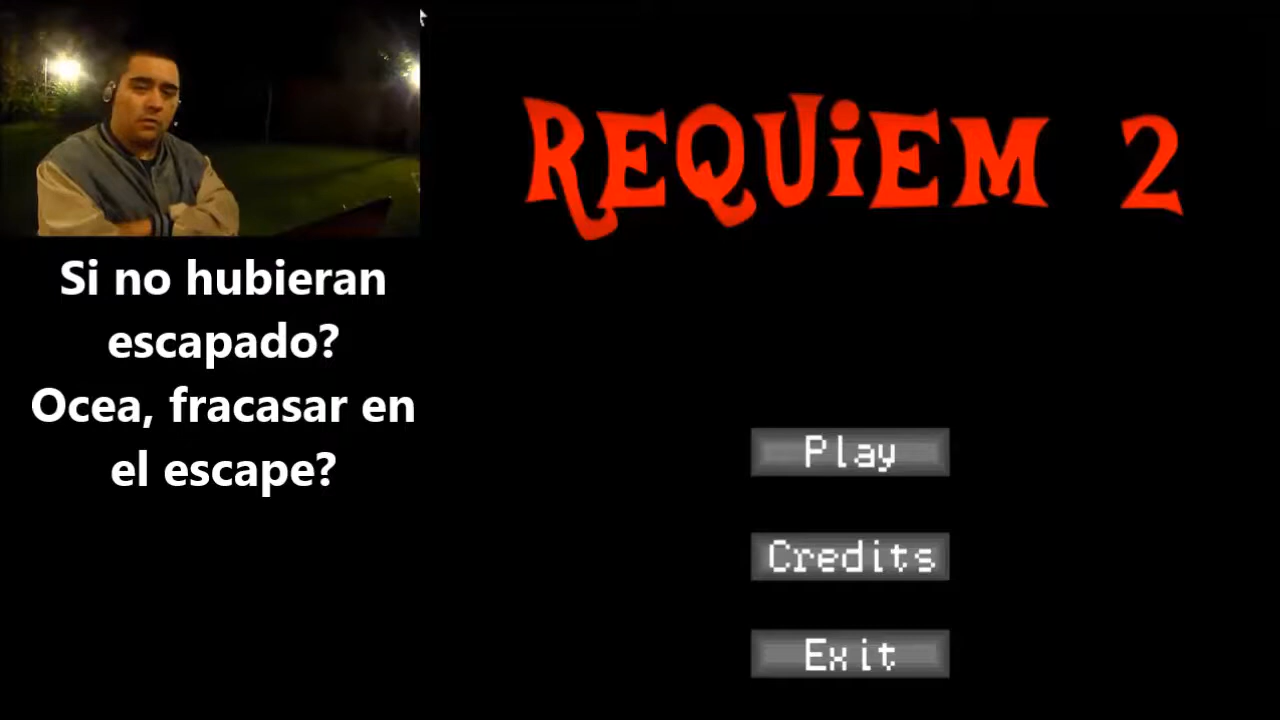 REQUIEM 2
Si no hubieran
escapado?
Ocea, fracasar en
el escape?
Play
Credits
Exit